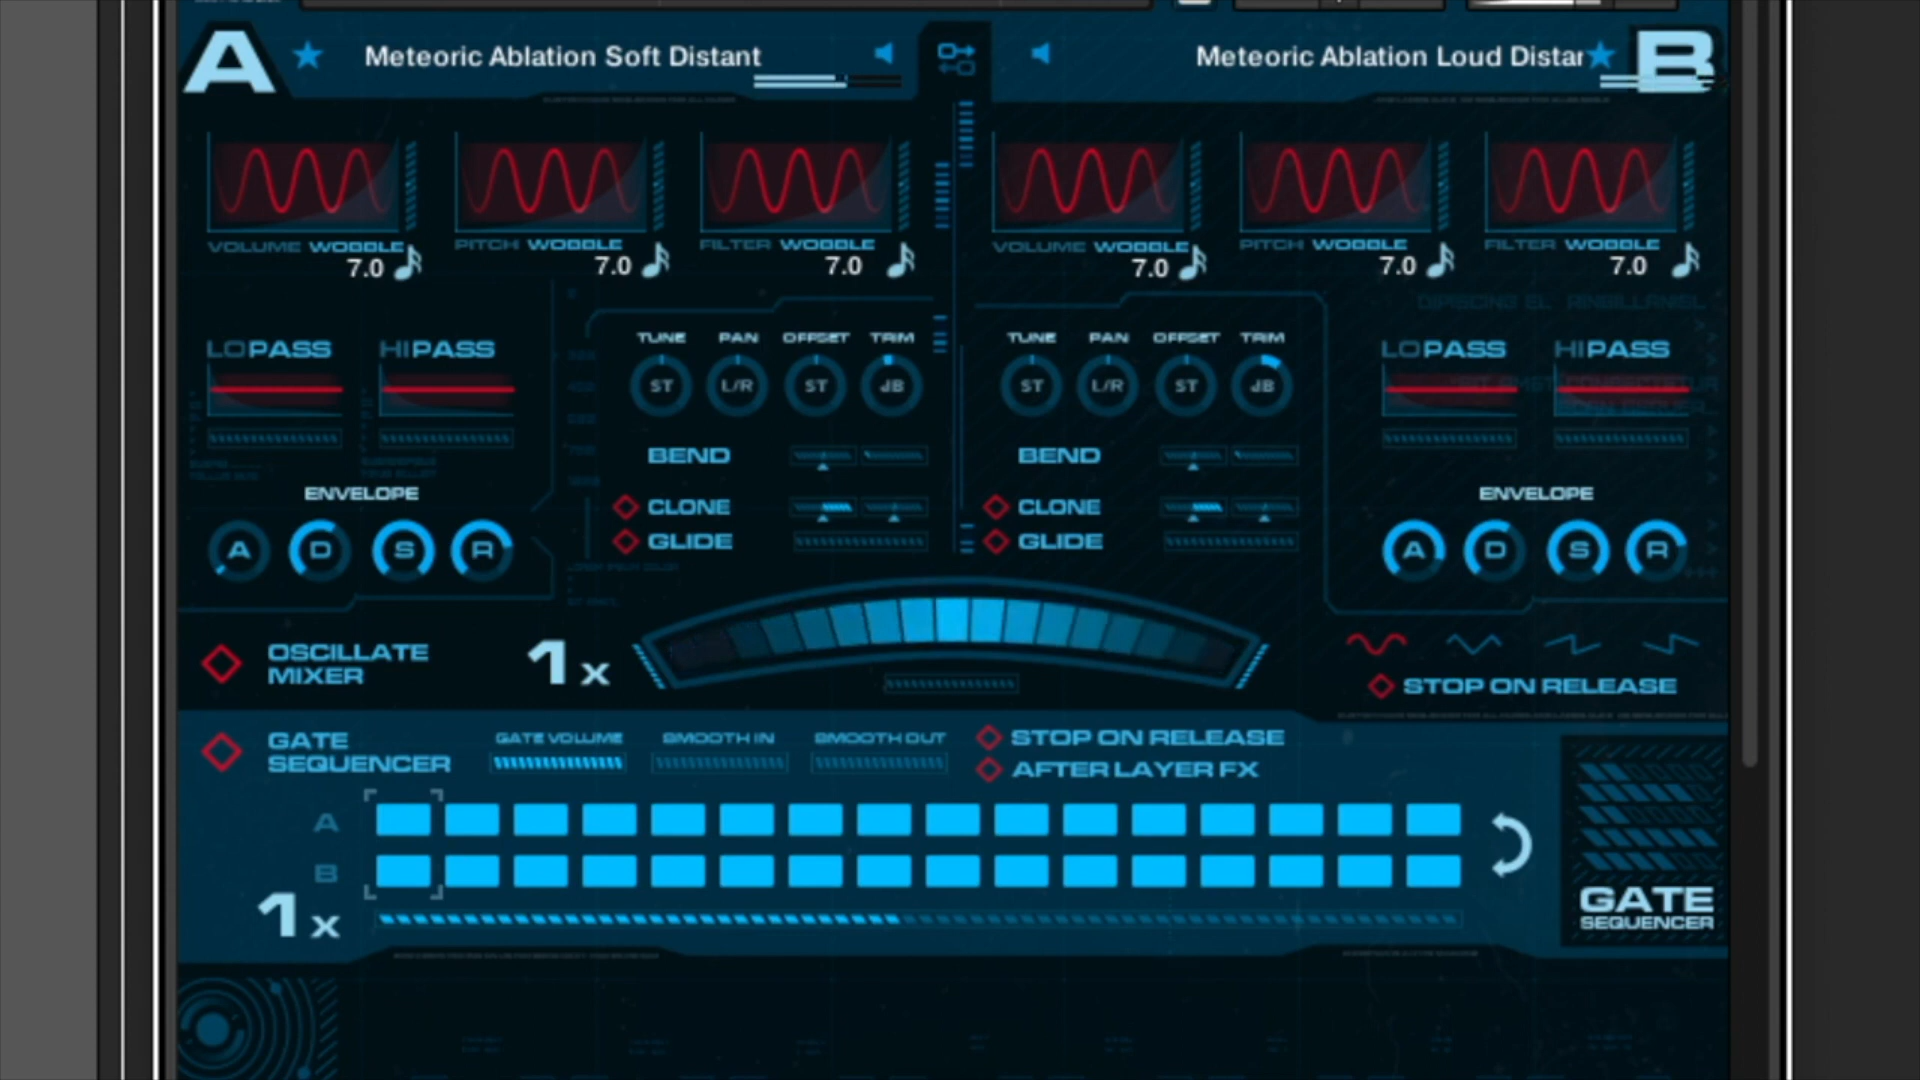 A
Meteoric Ablation Soft Distant
Meteoric Ablation Loud Distar
B
VOLUME WOBBLE
7.0
PITCH WOBBLE
7.0
FILTER WOBBLE
7.0
VOLUME WOBBLE
7.0
PITCH WOBBLE
7.0
FILTER WOBBLE
7.0
LOPASS
HIPASS
TUNE PAN OFFSET TRIM
ST L/R ST dB
TUNE PAN OFFSET TRIM
ST L/R ST dB
LOPASS
HIPASS
BEND
CLONE
GLIDE
BEND
CLONE
GLIDE
ENVELOPE
A D S R
ENVELOPE
A D S R
OSCILLATE
MIXER
1x
STOP ON RELEASE
GATE
SEQUENCER
GATE VOLUME
SMOOTH IN
SMOOTH OUT
STOP ON RELEASE
AFTER LAYER FX
A
B
1x
GATE
SEQUENCER